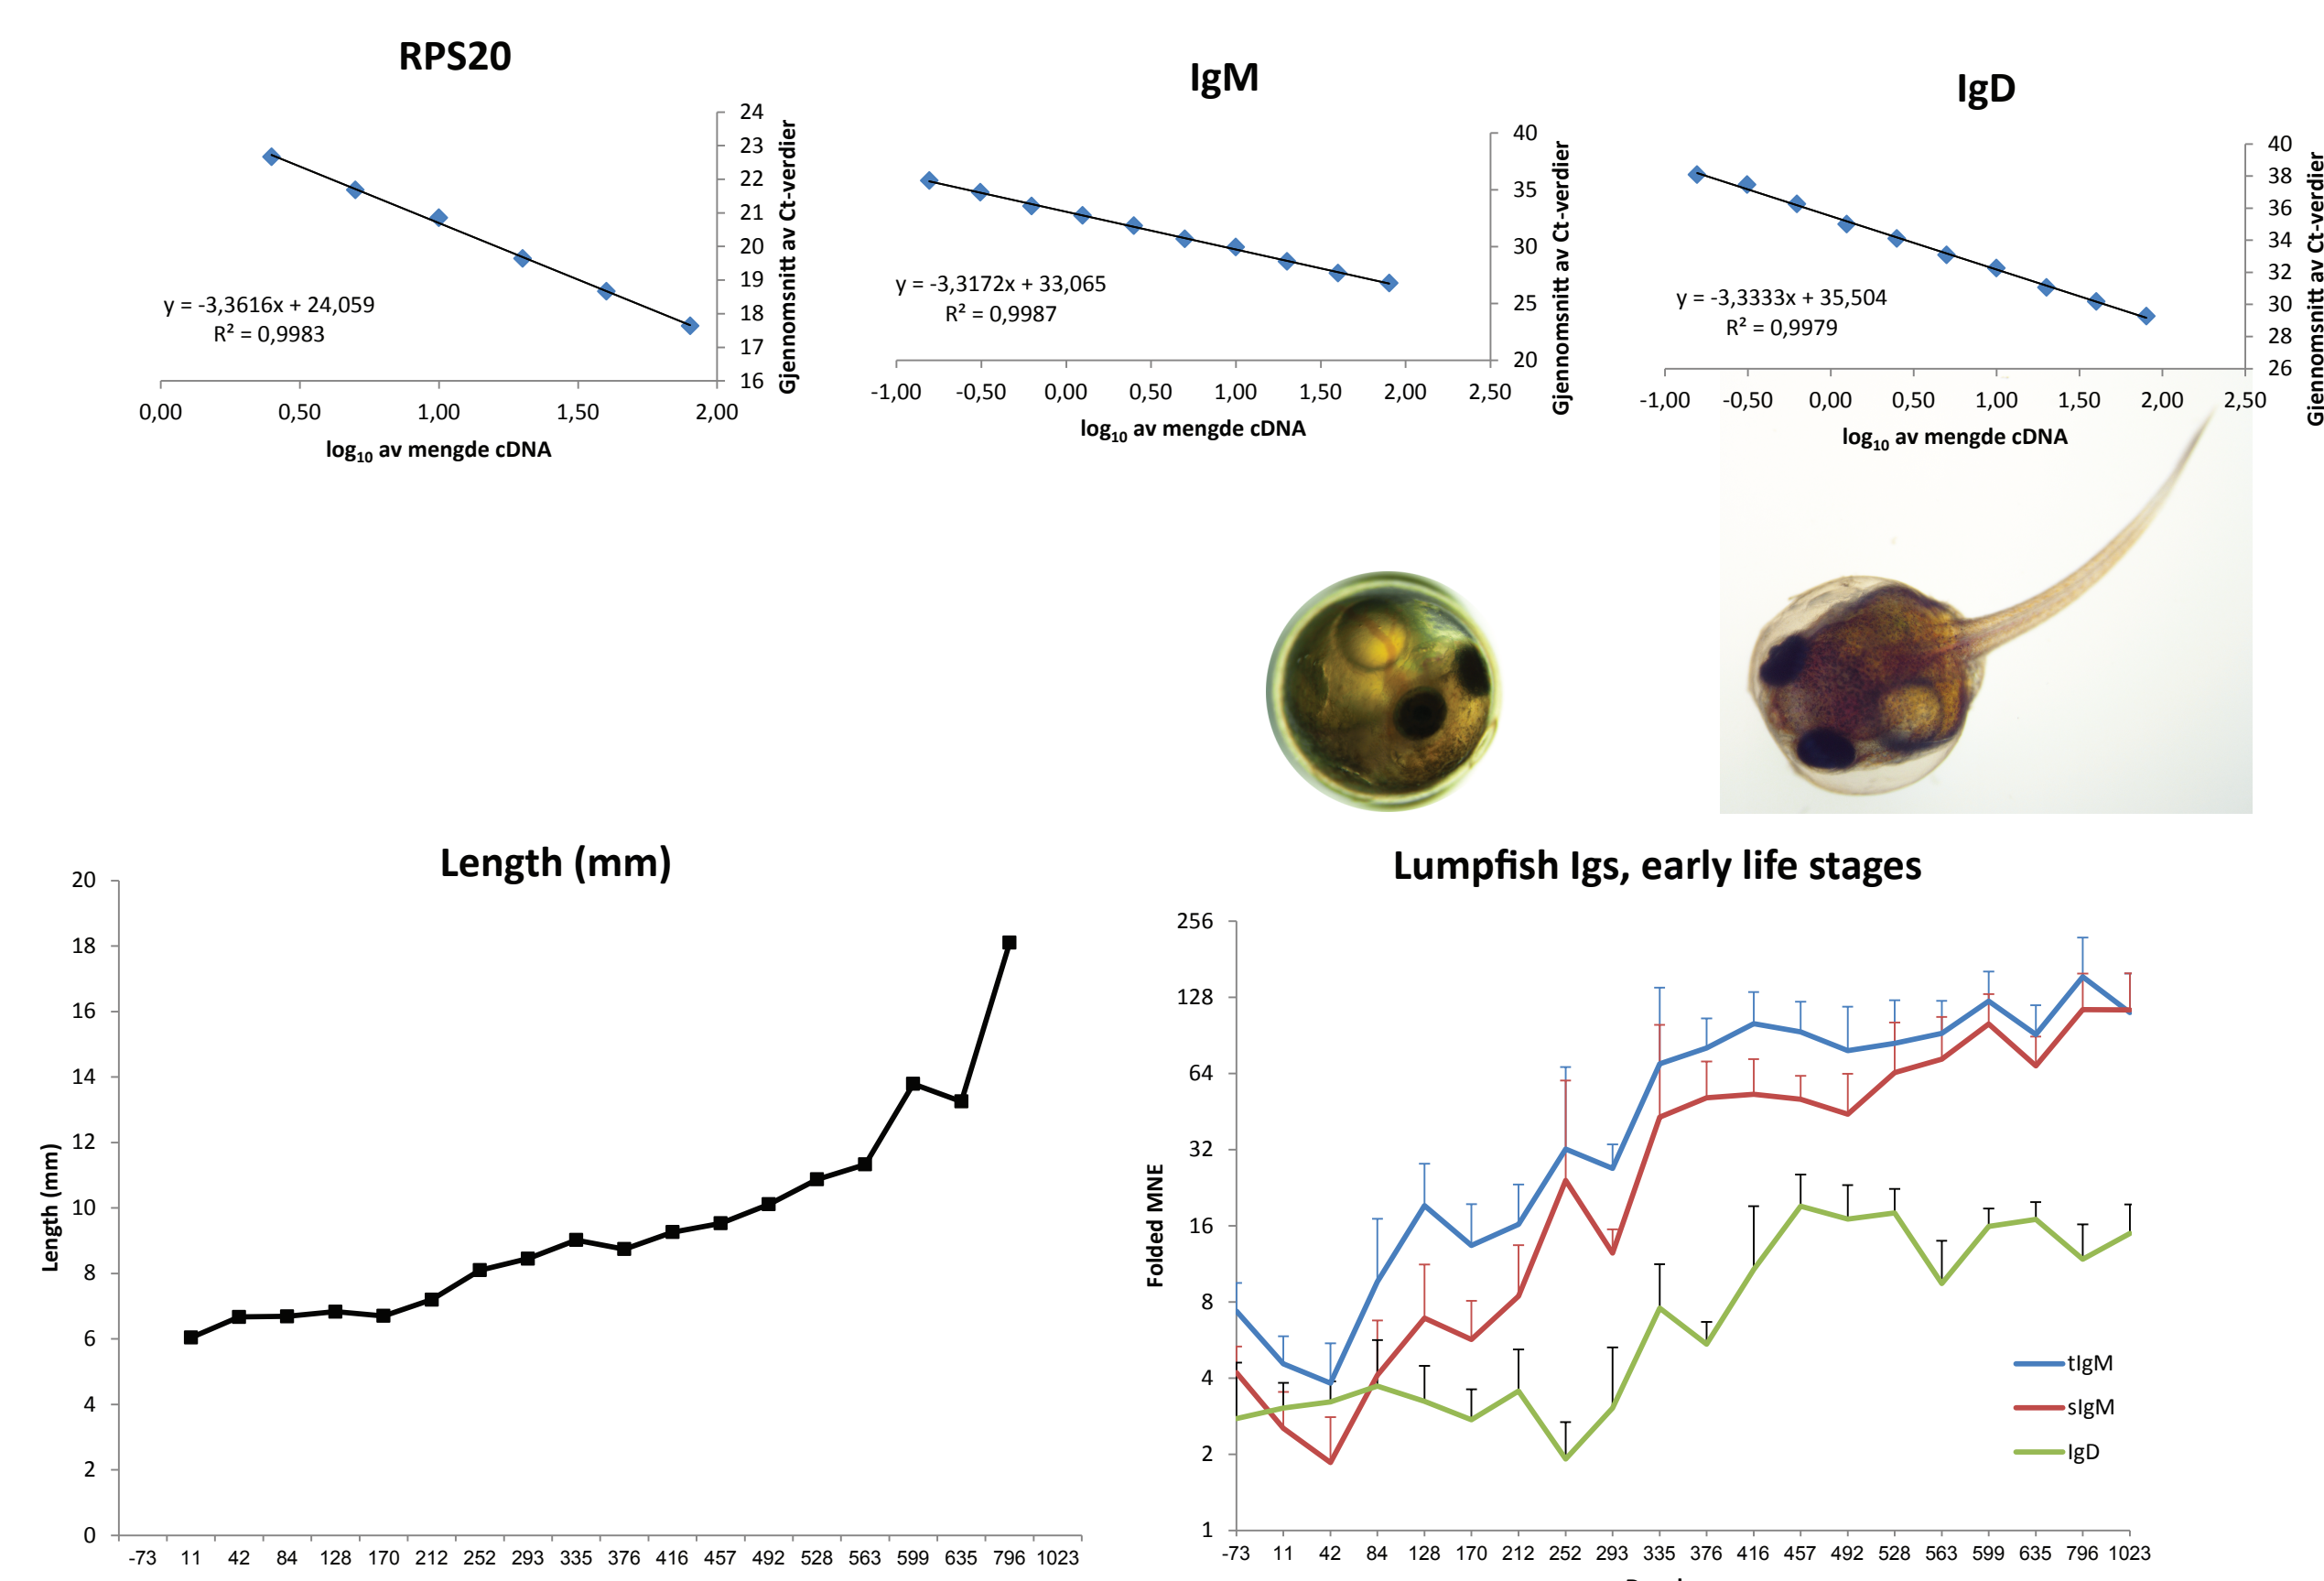 RPS20
24
23
22
21
20
19
18
17
16
Gjennomsnitt av Ct-verdier
y = -3,3616x + 24,059
R² = 0,9983
0,00 0,50 1,00 1,50 2,00
log₁₀ av mengde cDNA
IgM
40
35
30
25
20
Gjennomsnitt av Ct-verdier
y = -3,3172x + 33,065
R² = 0,9987
-1,00 -0,50 0,00 0,50 1,00 1,50 2,00 2,50
log₁₀ av mengde cDNA
IgD
40
38
36
34
32
30
28
26
Gjennomsnitt av Ct-verdier
y = -3,3333x + 35,504
R² = 0,9979
-1,00 -0,50 0,00 0,50 1,00 1,50 2,00 2,50
log₁₀ av mengde cDNA
Length (mm)
20
18
16
14
12
10
8
6
4
2
0
Length (mm)
-73 11 42 84 128 170 212 252 293 335 376 416 457 492 528 563 599 635 796 1023
Lumpfish Igs, early life stages
256
128
64
32
16
8
4
2
1
Folded MNE
tIgM
sIgM
IgD
-73 11 42 84 128 170 212 252 293 335 376 416 457 492 528 563 599 635 796 1023